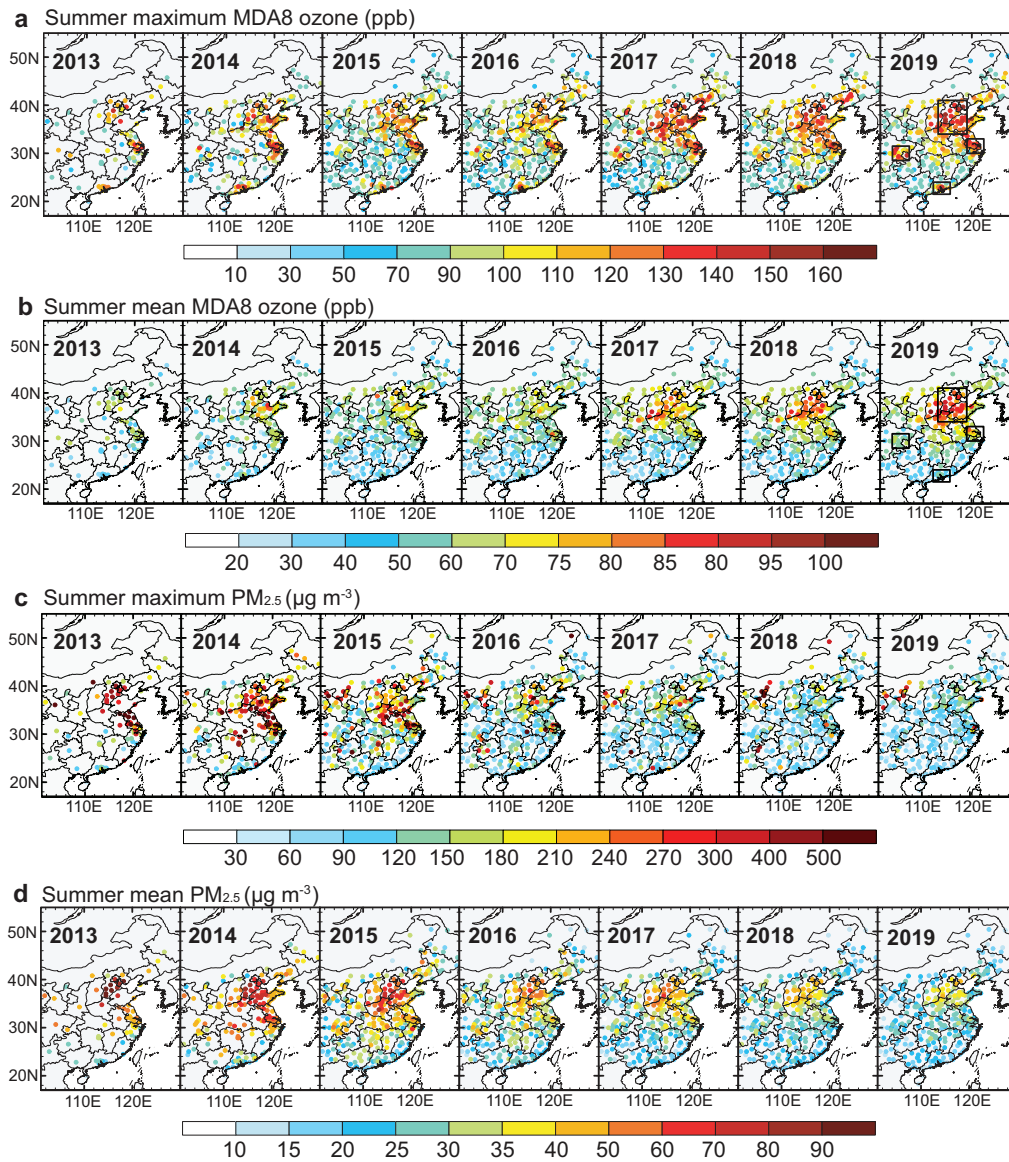 a Summer maximum MDA8 ozone (ppb)
50N 2013 2014 2015 2016 2017 2018 2019
40N
30N
20N
110E 120E 110E 120E 110E 120E 110E 120E 110E 120E 110E 120E 110E 120E
10 30 50 70 90 100 110 120 130 140 150 160
b Summer mean MDA8 ozone (ppb)
50N 2013 2014 2015 2016 2017 2018 2019
40N
30N
20N
110E 120E 110E 120E 110E 120E 110E 120E 110E 120E 110E 120E 110E 120E
20 30 40 50 60 70 75 80 85 80 95 100
c Summer maximum PM2.5 (µg m-3)
50N 2013 2014 2015 2016 2017 2018 2019
40N
30N
20N
110E 120E 110E 120E 110E 120E 110E 120E 110E 120E 110E 120E 110E 120E
30 60 90 120 150 180 210 240 270 300 400 500
d Summer mean PM2.5 (µg m-3)
50N 2013 2014 2015 2016 2017 2018 2019
40N
30N
20N
110E 120E 110E 120E 110E 120E 110E 120E 110E 120E 110E 120E 110E 120E
10 15 20 25 30 35 40 50 60 70 80 90